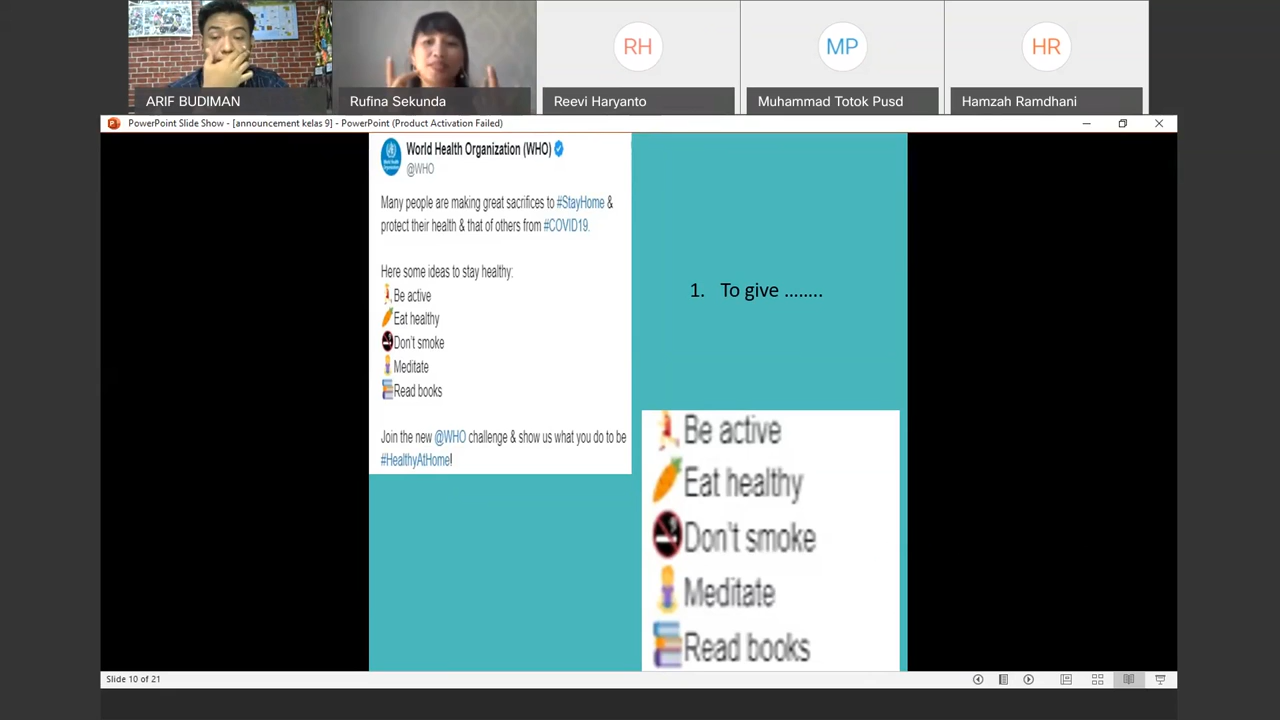 RH
MP
HR
ARIF BUDIMAN
Rufina Sekunda
Reevi Haryanto
Muhammad Totok Pusd
Hamzah Ramdhani
PowerPoint Slide Show - [announcement kelas 9] - PowerPoint (Product Activation Failed)
World Health Organization (WHO)
@WHO
Many people are making great sacrifices to #StayHome &
protect their health & that of others from #COVID19.
Here some ideas to stay healthy:
Be active
Eat healthy
Don't smoke
Meditate
Read books
Join the new @WHO challenge & show us what you do to be
#HealthyAtHome!
1. To give ........
Be active
Eat healthy
Don't smoke
Meditate
Read books
Slide 10 of 21